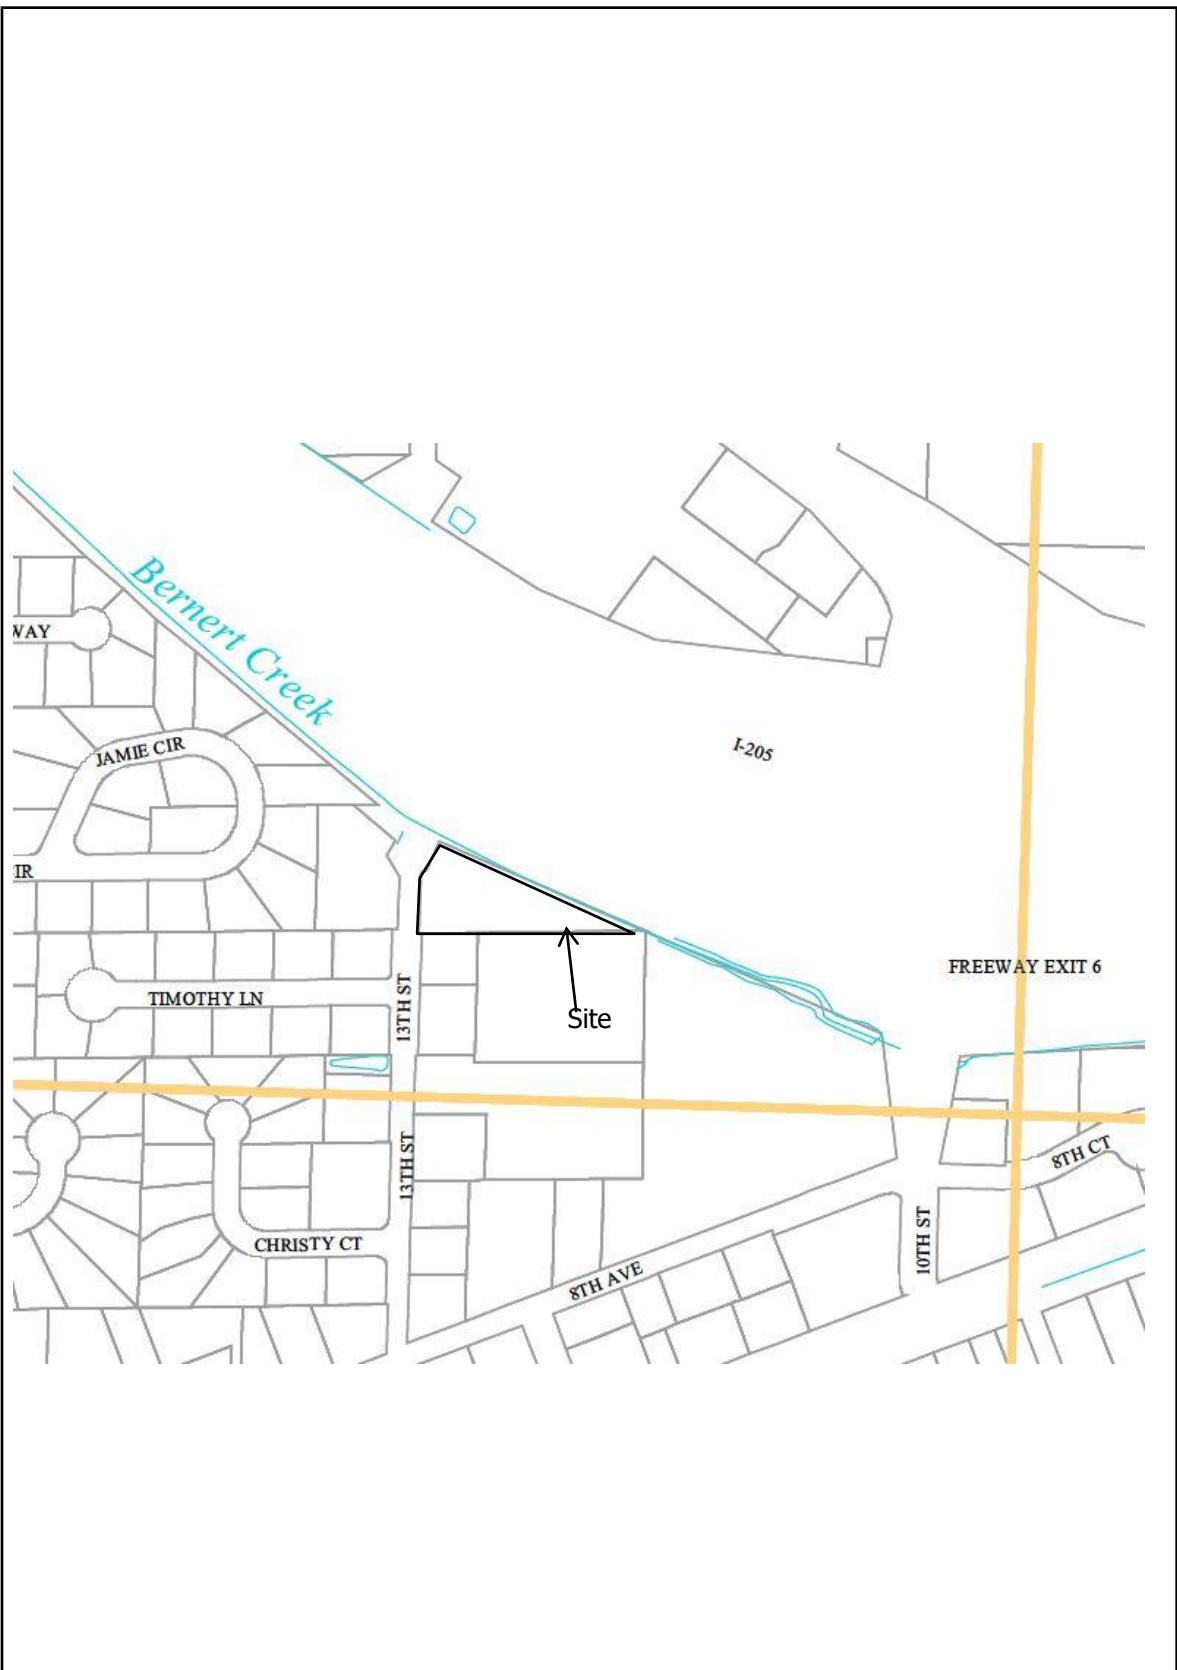 Bernert Creek
WAY
JAMIE CIR
I-205
IR
FREEWAY EXIT 6
TIMOTHY LN
13TH ST
Site
13TH ST
8TH CT
10TH ST
CHRISTY CT
8TH AVE